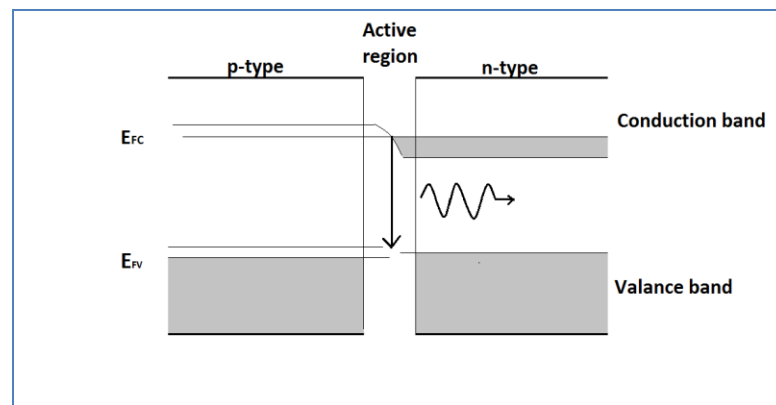 Active
region
p-type
n-type
EFC
Conduction band
EFV
Valance band